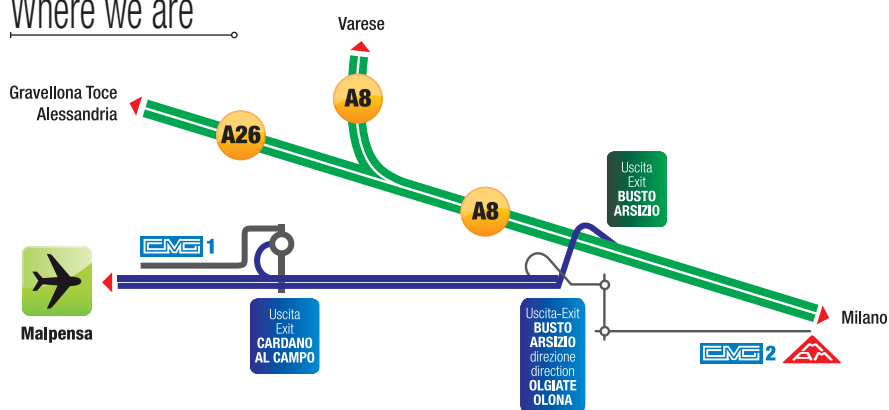 Where we are
Varese
Gravellona Toce
Alessandria
A8
A26
Uscita
Exit
BUSTO
ARSIZIO
A8
CMG 1
Malpensa
Uscita
Exit
CARDANO
AL CAMPO
Uscita-Exit
BUSTO
ARSIZIO
direzione
direction
OLGIATE
OLONA
Milano
CMG 2
MAM